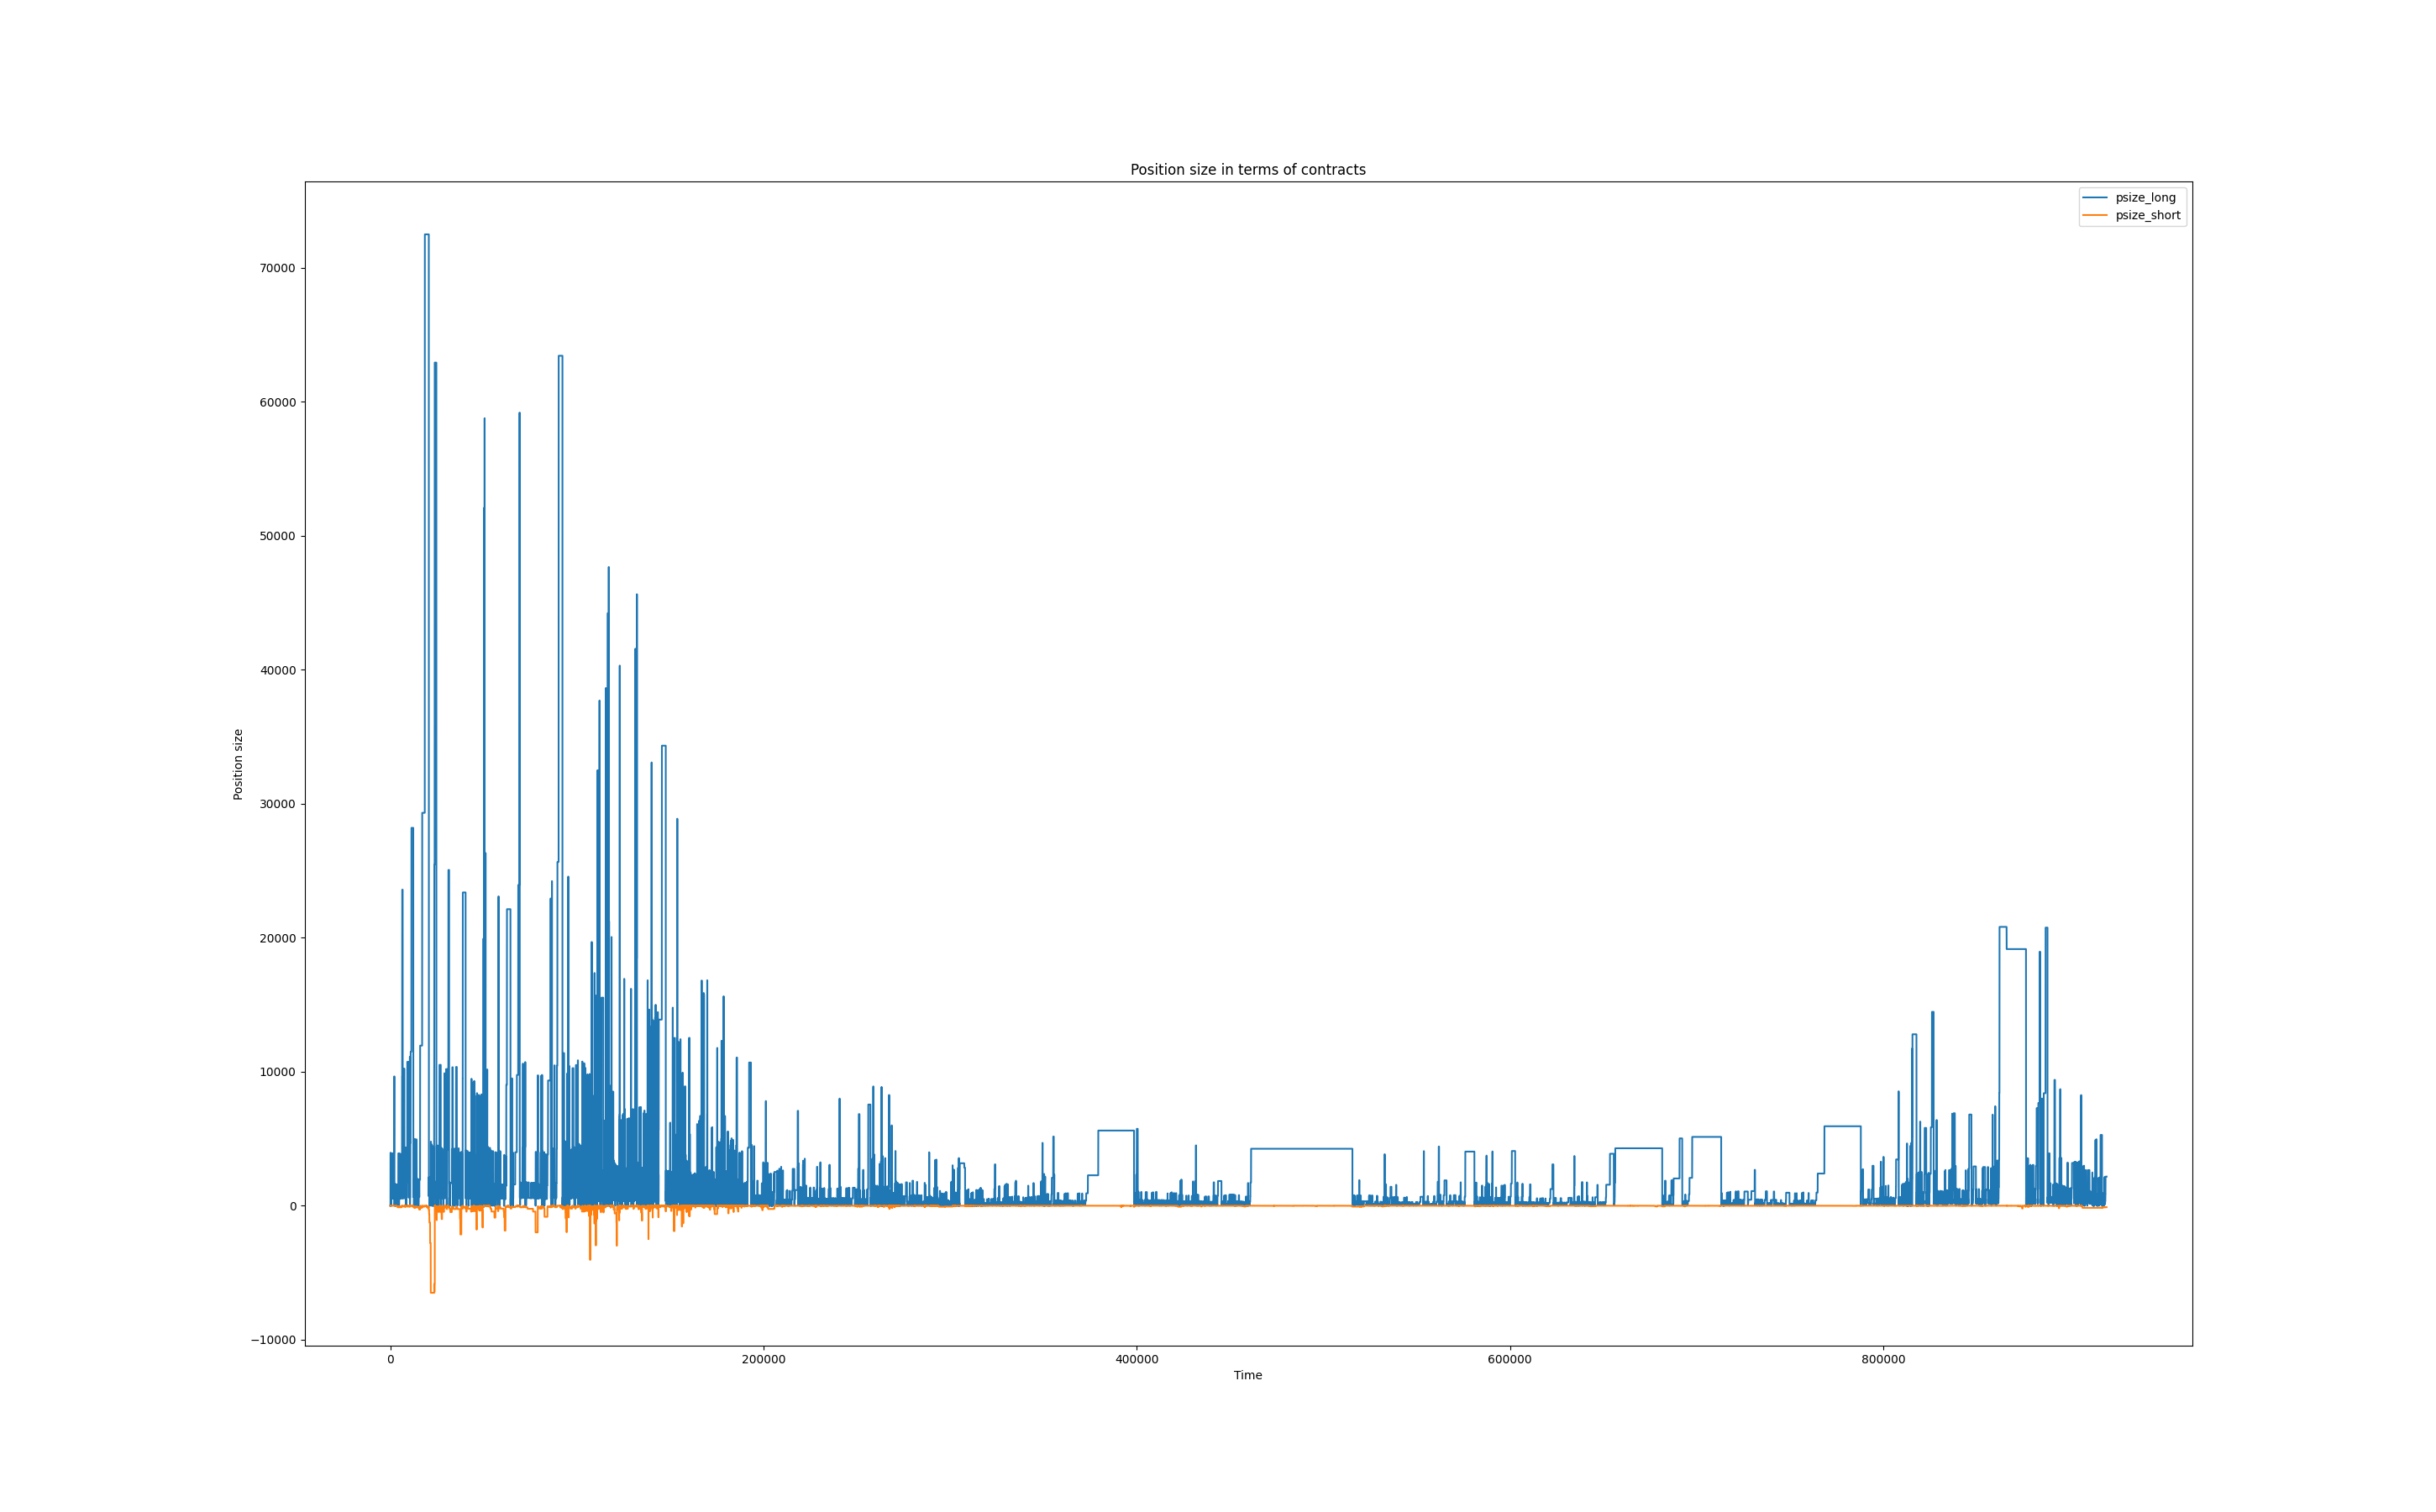 Position size in terms of contracts
psize_long
psize_short
70000
60000
50000
40000
30000
20000
10000
0
−10000
Position size
0
200000
400000
600000
800000
Time